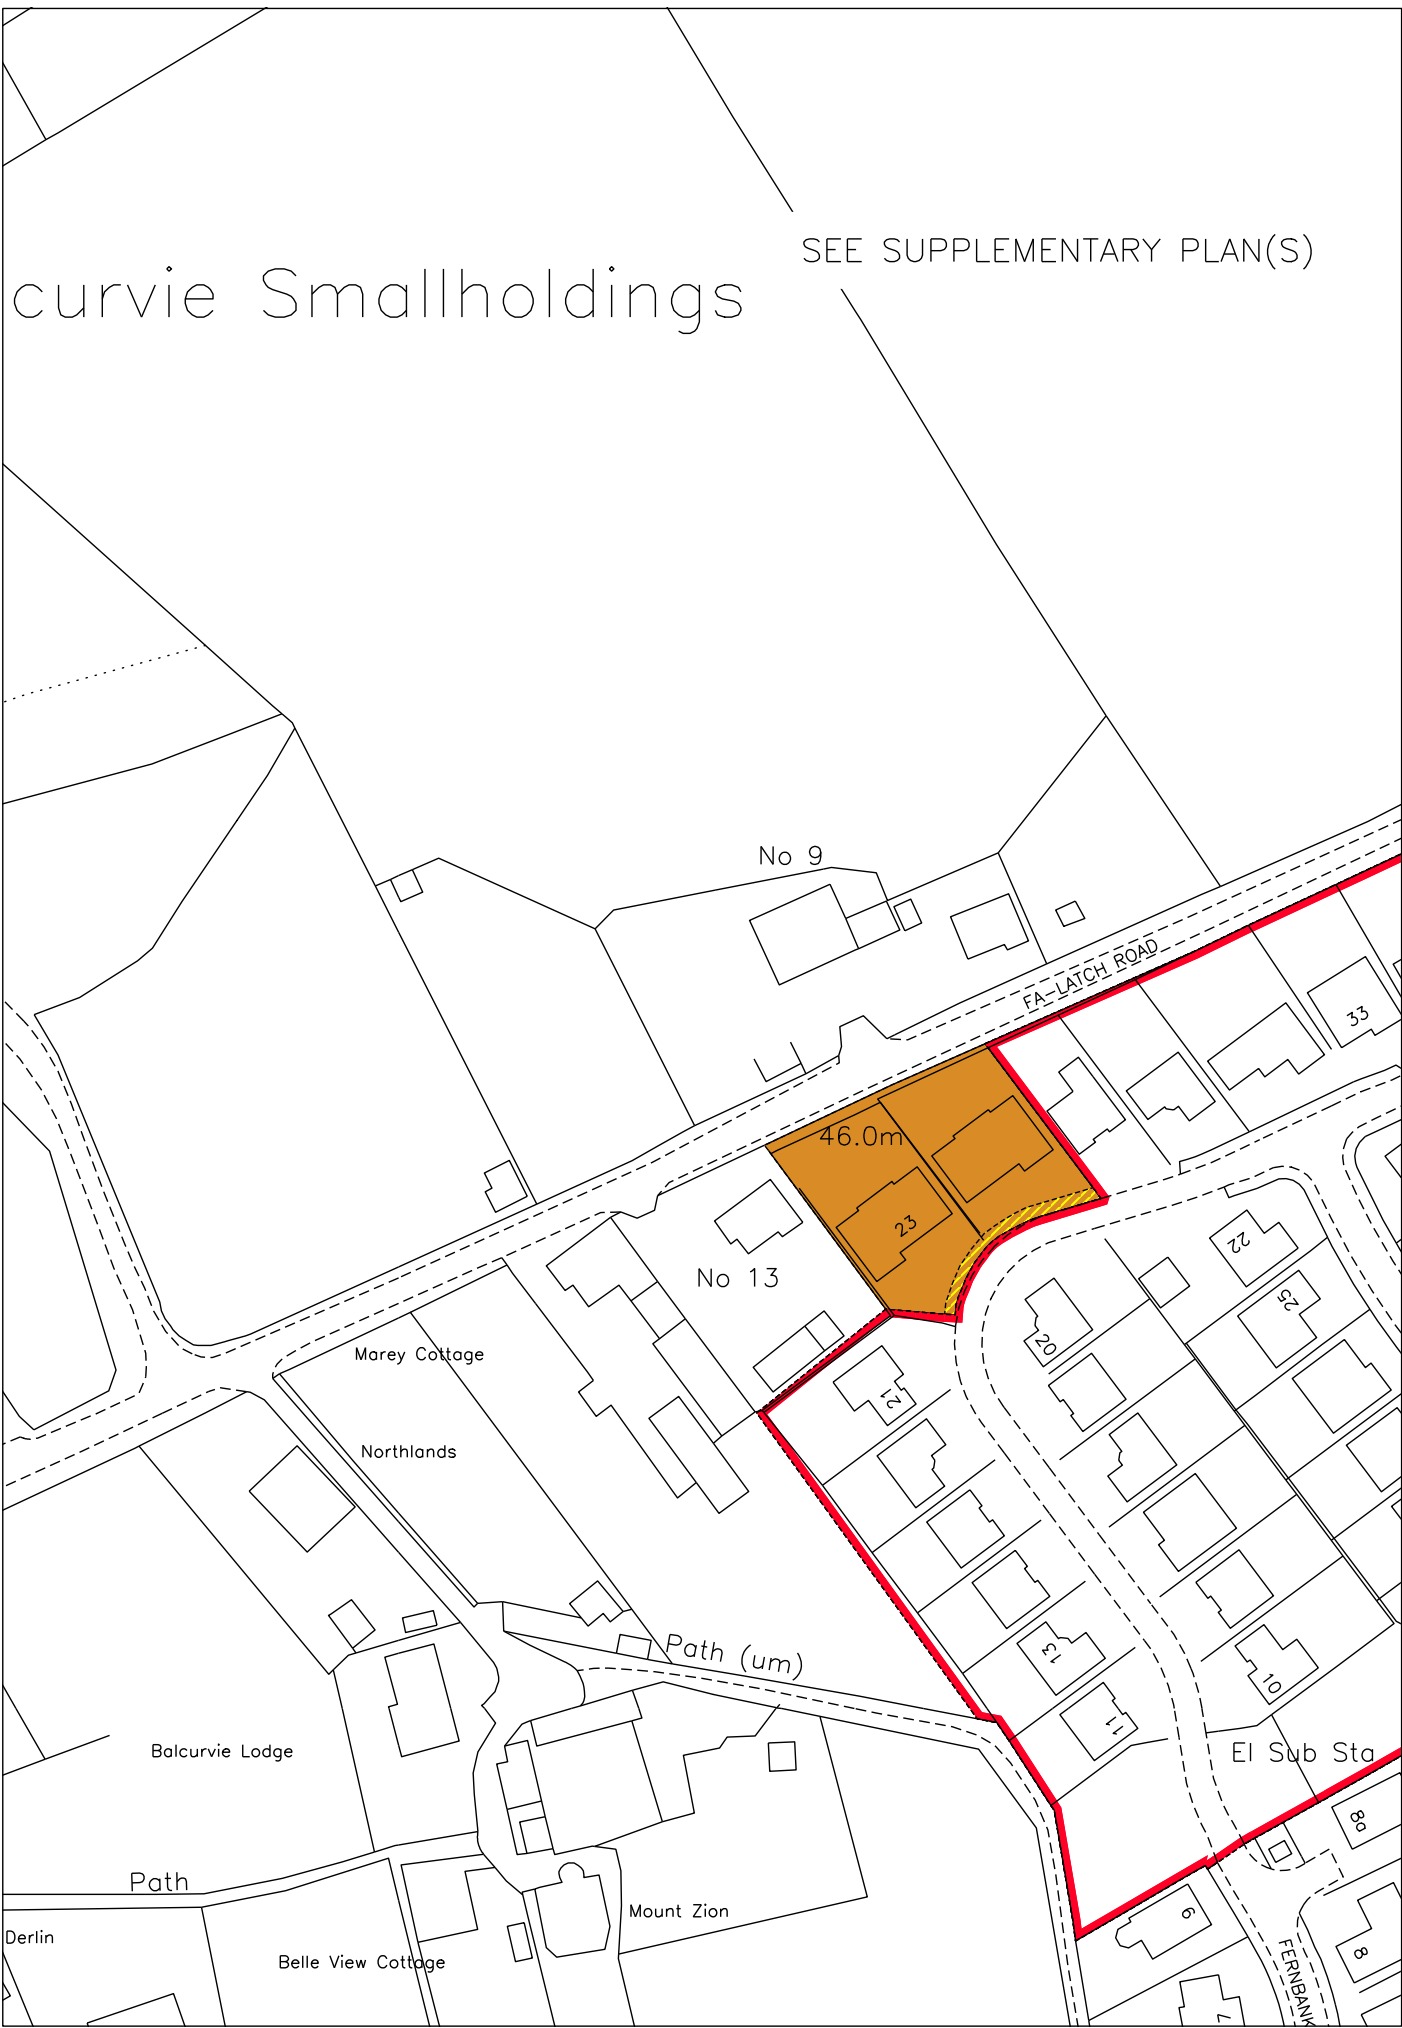 SEE SUPPLEMENTARY PLAN(S)
curvie Smallholdings
No 9
FA-LATCH ROAD
33
46.0m
23
No 13
22
25
20
Marey Cottage
21
Northlands
13
Path (um)
10
11
Balcurvie Lodge
El Sub Sta
8a
Path
Mount Zion
9
Derlin
8
Belle View Cottage
FERNBANK
7